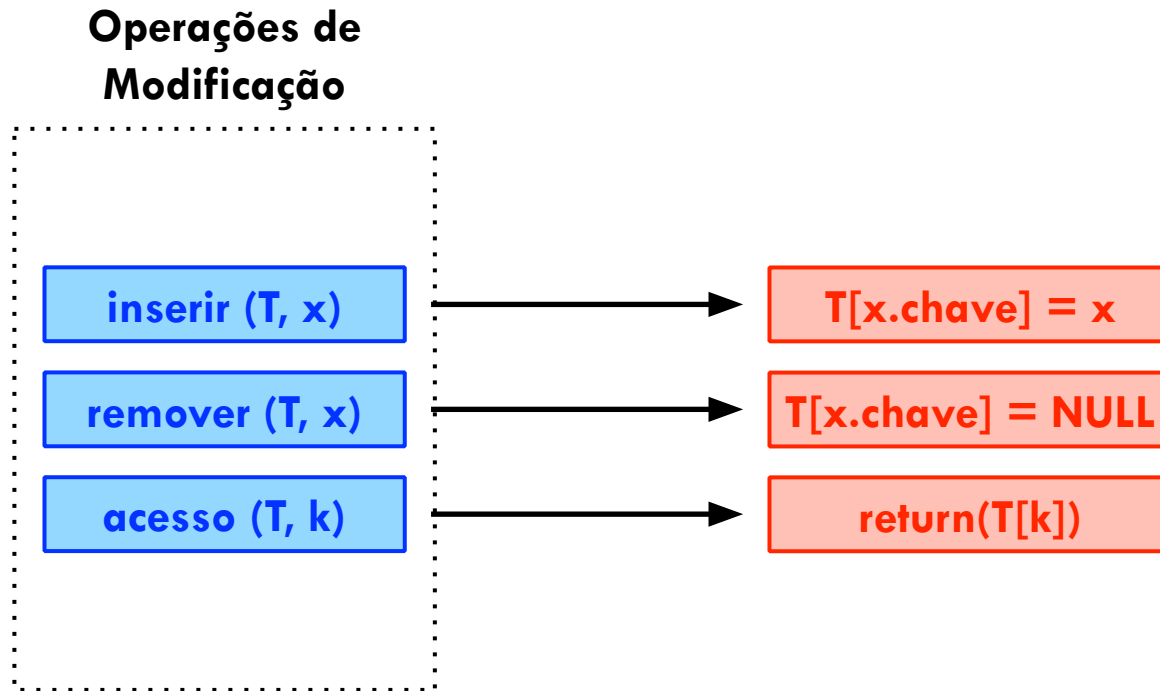 Operações de
Modificação
inserir (T, x)
T[x.chave] = x
remover (T, x)
T[x.chave] = NULL
acesso (T, k)
return(T[k])